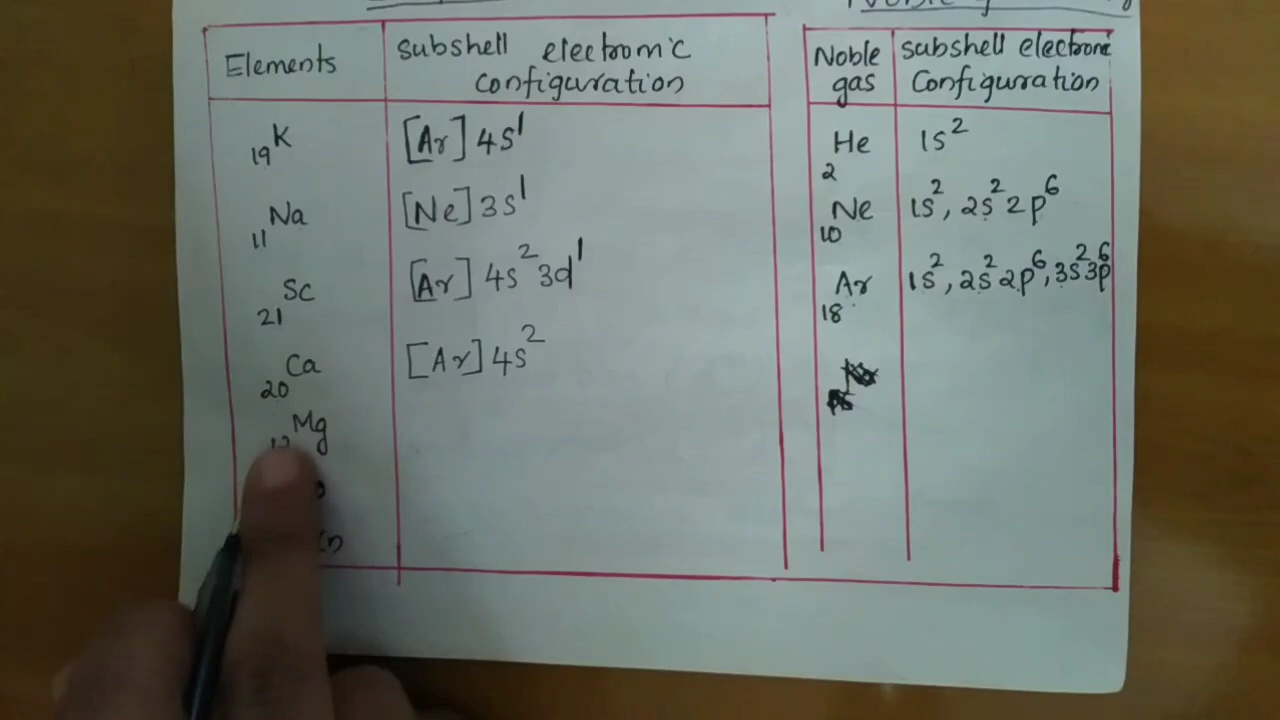 Elements
subshell electronic configuration
19K
[Ar] 4s1
11Na
[Ne] 3s1
21Sc
[Ar] 4s2 3d1
20Ca
[Ar] 4s2
Mg
Noble gas
subshell electronic Configuration
He 2
1s2
Ne 10
1s2, 2s2 2p6
Ar 18
1s2, 2s2 2p6, 3s2 3p6